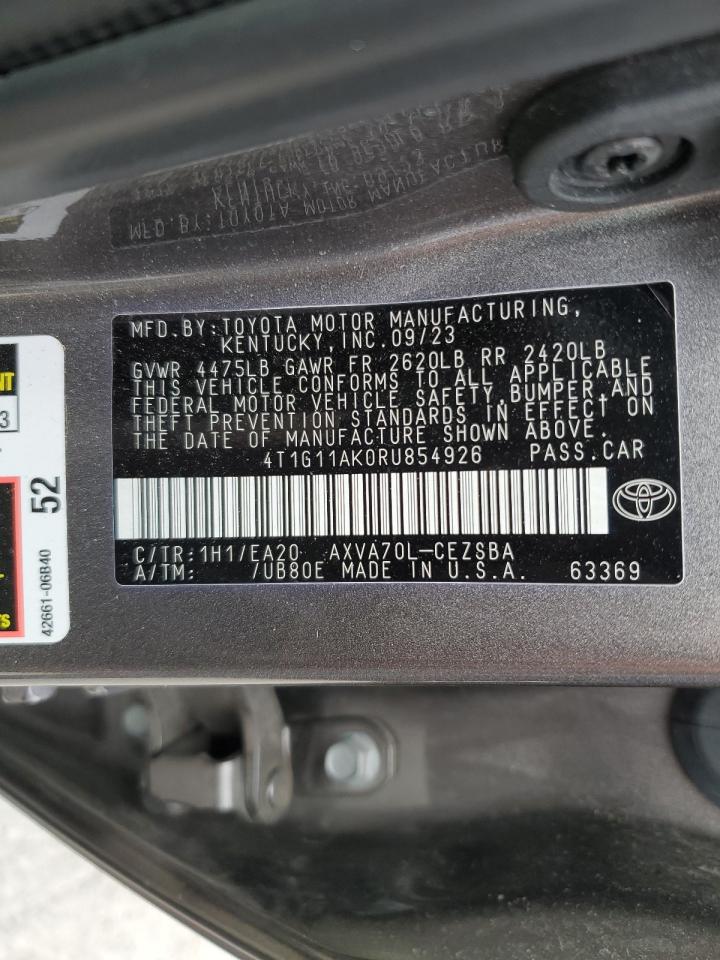 MFD.BY:TOYOTA MOTOR MANUFACTURING,
KENTUCKY, INC. 09/23
GVWR 4475LB GAWR FR 2620LB RR 2420LB
THIS VEHICLE CONFORMS TO ALL APPLICABLE
FEDERAL MOTOR VEHICLE SAFETY,BUMPER,AND
THEFT PREVENTION STANDARDS IN EFFECT ON
THE DATE OF MANUFACTURE SHOWN ABOVE.
4T1G11AK0RU854926 PASS.CAR
C/TR:1H1/EA20 AXVA70L-CEZSBA
A/TM: 7UB80E MADE IN U.S.A. 63369
52
42661-06B40